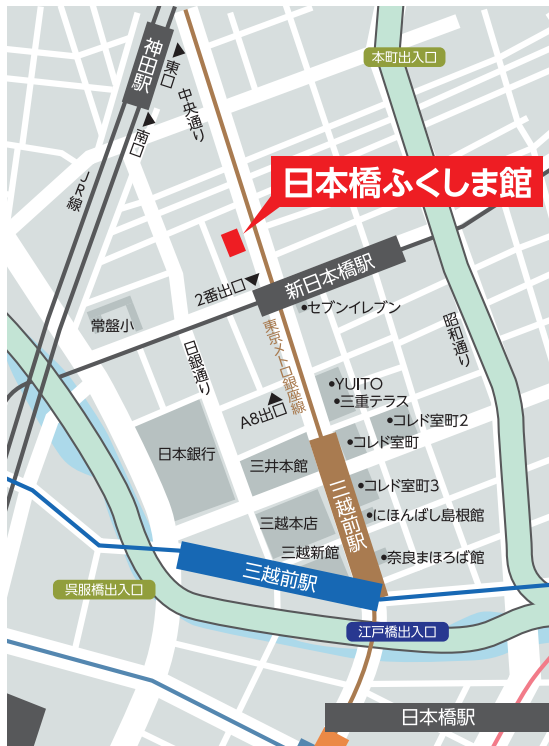 神田駅
東口
中央通り
本町出入口
南口
JR線
日本橋ふくしま館
新日本橋駅
2番出口
セブンイレブン
常盤小
日銀通り
東京メトロ銀座線
昭和通り
YUITO
三重テラス
A8出口
コレド室町2
コレド室町
日本銀行
三井本館
三越前駅
コレド室町3
三越本店
にほんばし島根館
三越新館
奈良まほろば館
三越前駅
呉服橋出入口
江戸橋出入口
日本橋駅